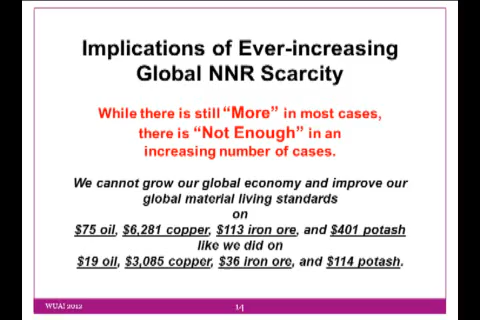 Implications of Ever-increasing
Global NNR Scarcity
While there is still “More” in most cases,
there is “Not Enough” in an
increasing number of cases.
We cannot grow our global economy and improve our
global material living standards
on
$75 oil, $6,281 copper, $113 iron ore, and $401 potash
like we did on
$19 oil, $3,085 copper, $36 iron ore, and $114 potash.
WUA! 2012
14